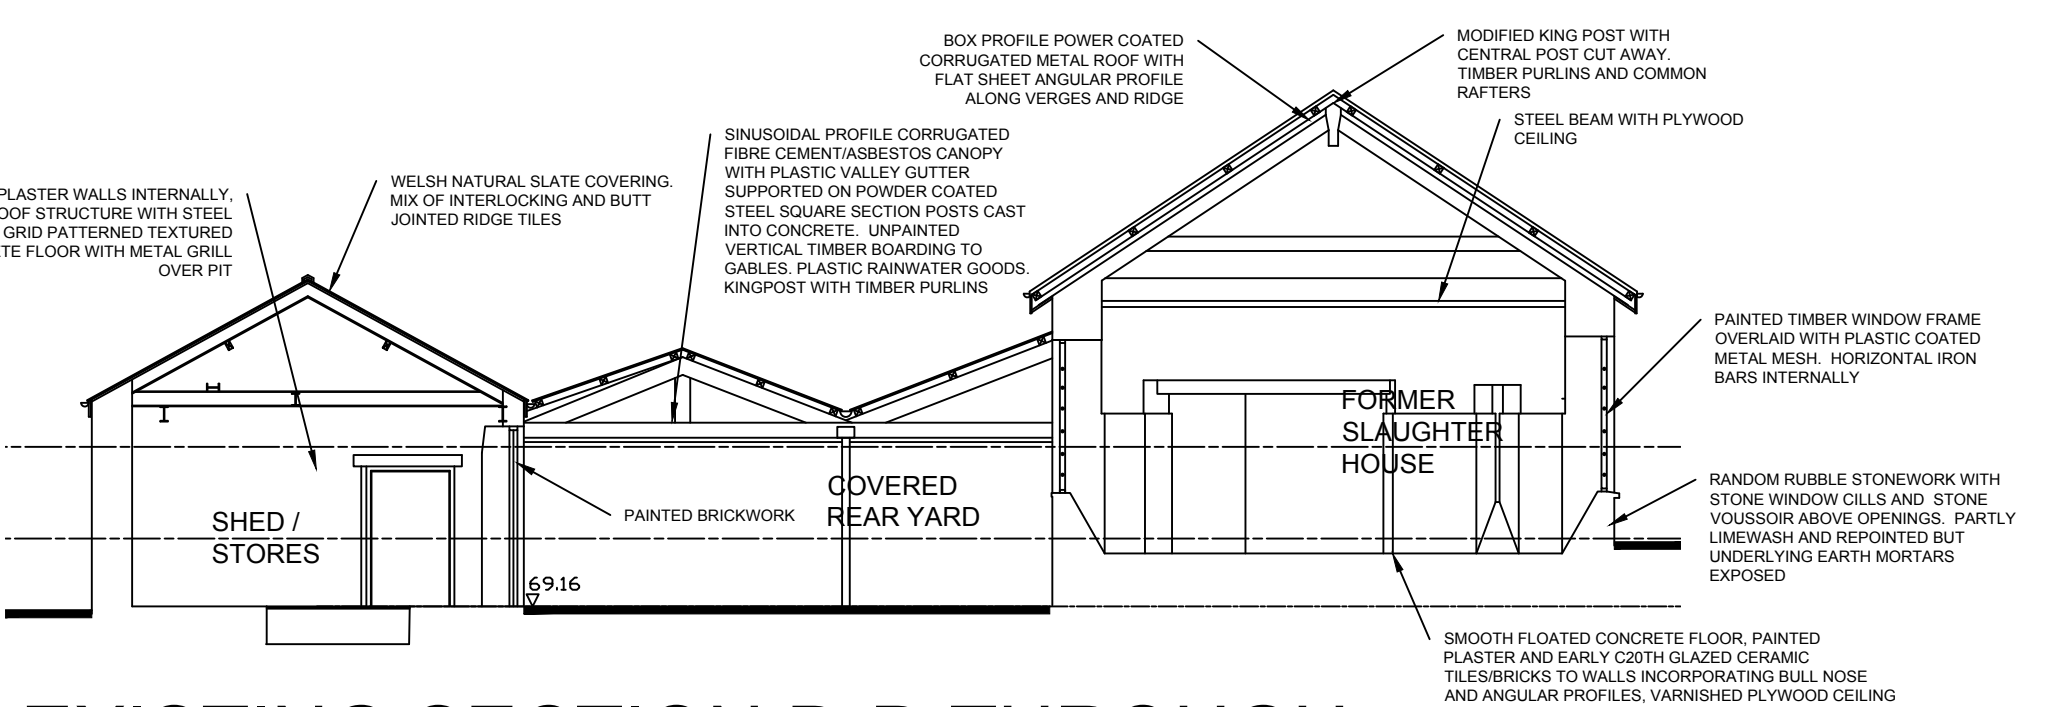 BOX PROFILE POWER COATED
CORRUGATED METAL ROOF WITH
FLAT SHEET ANGULAR PROFILE
ALONG VERGES AND RIDGE
MODIFIED KING POST WITH
CENTRAL POST CUT AWAY.
TIMBER PURLINS AND COMMON
RAFTERS
STEEL BEAM WITH PLYWOOD
CEILING
SINUSOIDAL PROFILE CORRUGATED
FIBRE CEMENT/ASBESTOS CANOPY
WITH PLASTIC VALLEY GUTTER
SUPPORTED ON POWDER COATED
STEEL SQUARE SECTION POSTS CAST
INTO CONCRETE. UNPAINTED
VERTICAL TIMBER BOARDING TO
GABLES. PLASTIC RAINWATER GOODS.
KINGPOST WITH TIMBER PURLINS
WELSH NATURAL SLATE COVERING.
MIX OF INTERLOCKING AND BUTT
JOINTED RIDGE TILES
PLASTER WALLS INTERNALLY,
OOF STRUCTURE WITH STEEL
GRID PATTERNED TEXTURED
TE FLOOR WITH METAL GRILL
OVER PIT
PAINTED TIMBER WINDOW FRAME
OVERLAID WITH PLASTIC COATED
METAL MESH. HORIZONTAL IRON
BARS INTERNALLY
FORMER
SLAUGHTER
HOUSE
COVERED
REAR YARD
SHED /
STORES
PAINTED BRICKWORK
RANDOM RUBBLE STONEWORK WITH
STONE WINDOW CILLS AND STONE
VOUSSOIR ABOVE OPENINGS. PARTLY
LIMEWASH AND REPOINTED BUT
UNDERLYING EARTH MORTARS
EXPOSED
69.16
SMOOTH FLOATED CONCRETE FLOOR, PAINTED
PLASTER AND EARLY C20TH GLAZED CERAMIC
TILES/BRICKS TO WALLS INCORPORATING BULL NOSE
AND ANGULAR PROFILES, VARNISHED PLYWOOD CEILING